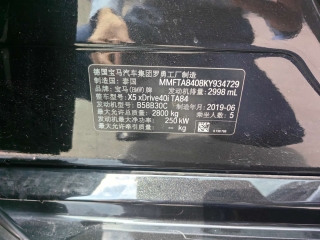 德国宝马汽车集团罗勇工厂制造
制造国：泰国 MMFTA8408KY934729
品牌：宝马(BMW)牌 发动机排量：2998 mL
整车型号：X5 xDrive40i TA84
发动机型号：B58B30C 制造年月：2019-06
最大允许总质量：2800 kg 乘坐人数：5
发动机最大净功率：250 kW
最大允许牵引质量：- kg